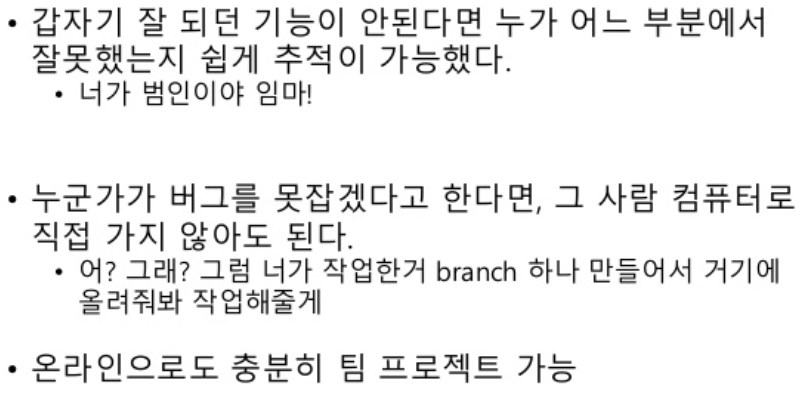 • 갑자기 잘 되던 기능이 안된다면 누가 어느 부분에서
잘못했는지 쉽게 추적이 가능했다.
• 너가 범인이야 임마!
• 누군가가 버그를 못잡겠다고 한다면, 그 사람 컴퓨터로
직접 가지 않아도 된다.
• 어? 그래? 그럼 너가 작업한거 branch 하나 만들어서 거기에
올려줘봐 작업해줄게
• 온라인으로도 충분히 팀 프로젝트 가능